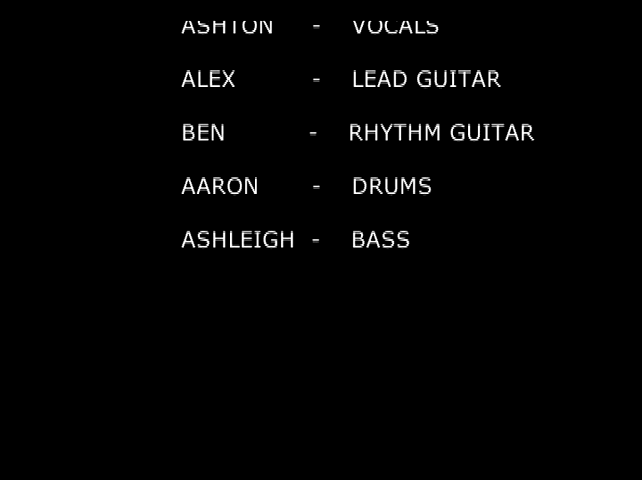 ASHTON - VOCALS
ALEX - LEAD GUITAR
BEN - RHYTHM GUITAR
AARON - DRUMS
ASHLEIGH - BASS